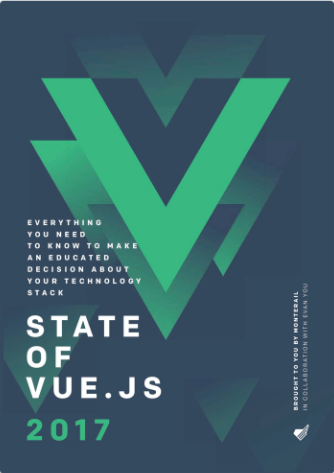 EVERYTHING
YOU NEED
TO KNOW TO MAKE
AN EDUCATED
DECISION ABOUT
YOUR TECHNOLOGY
STACK
STATE
OF
VUE.JS
2017
BROUGHT TO YOU BY MONTERAIL
IN COLLABORATION WITH EVAN YOU